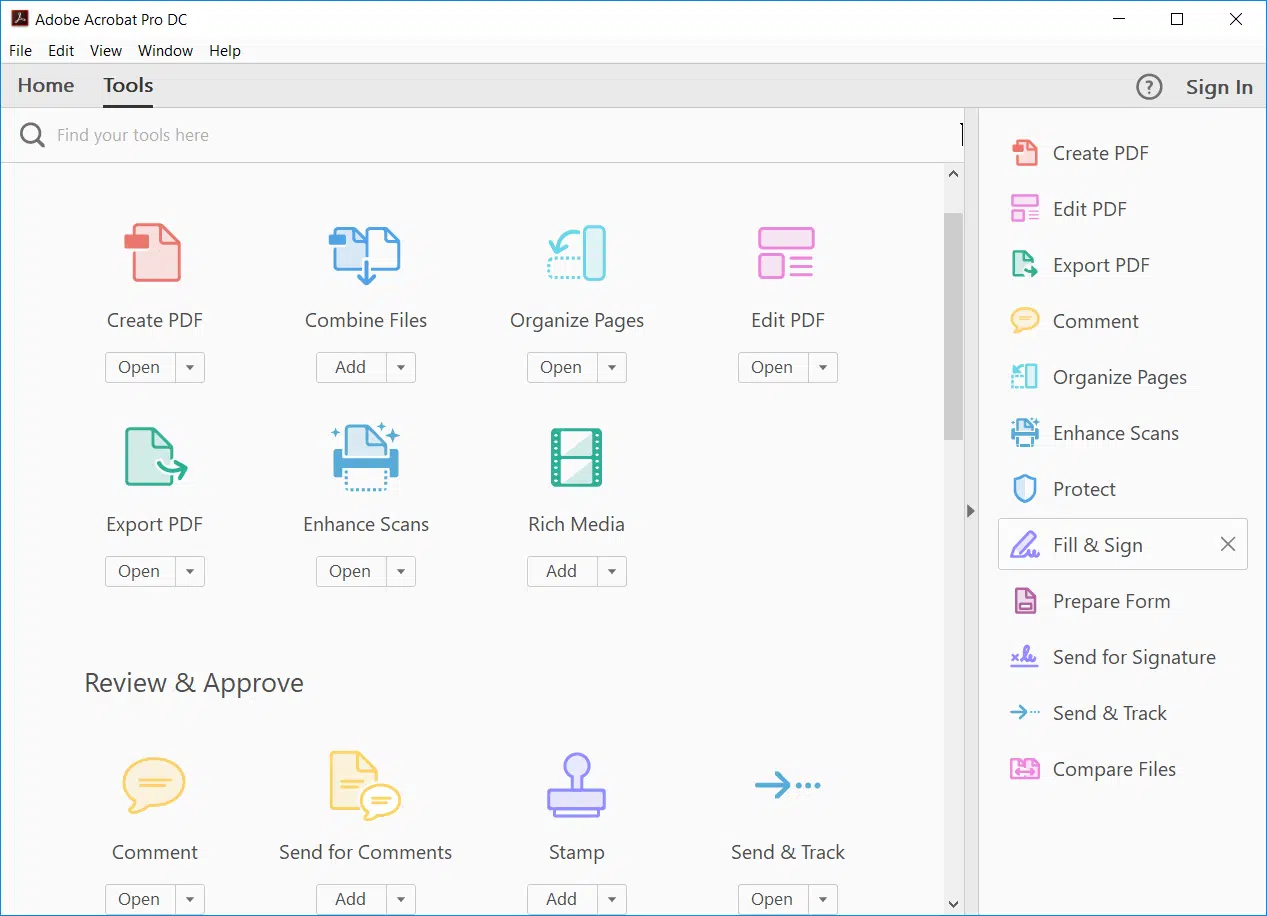 Adobe Acrobat Pro DC
File Edit View Window Help
Home Tools ? Sign In
Find your tools here
Create PDF Combine Files Organize Pages Edit PDF
Open Add Open Open
Export PDF Enhance Scans Rich Media
Open Open Add
Review & Approve
Comment Send for Comments Stamp Send & Track
Open Add Add Open
Create PDF
Edit PDF
Export PDF
Comment
Organize Pages
Enhance Scans
Protect
Fill & Sign
Prepare Form
Send for Signature
Send & Track
Compare Files